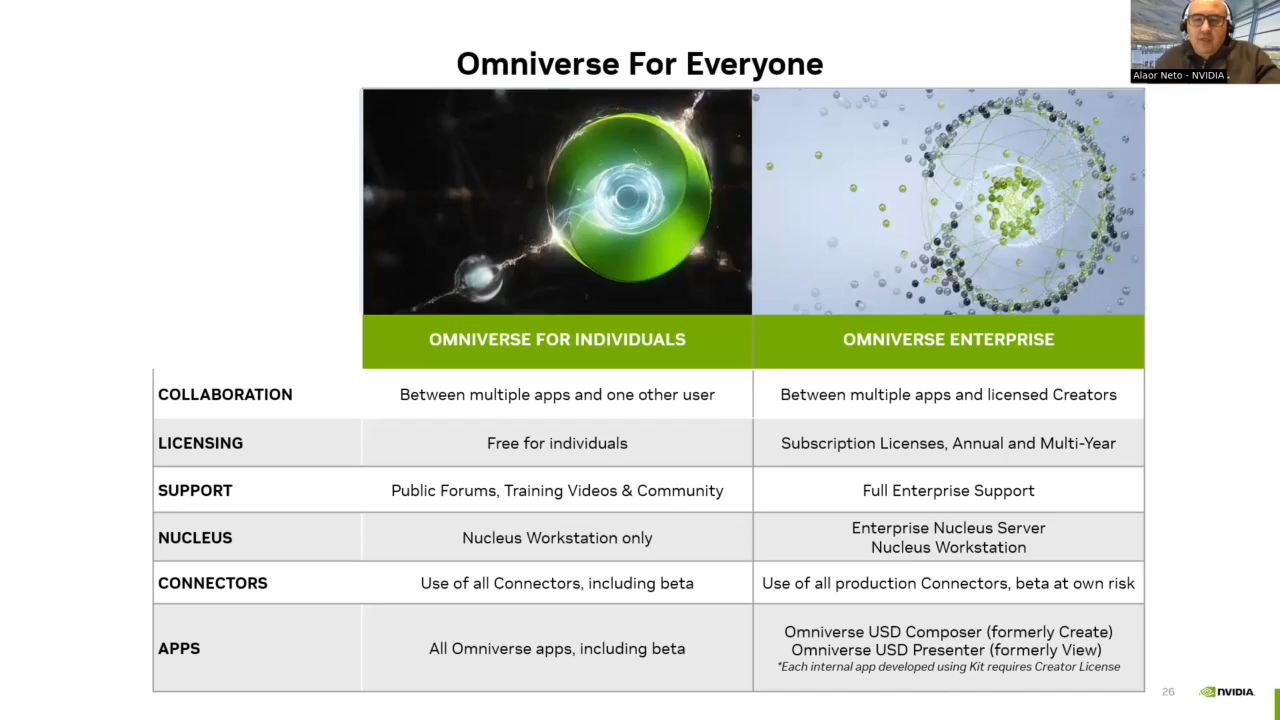 Omniverse For Everyone
Alaor Neto - NVIDIA
OMNIVERSE FOR INDIVIDUALS
OMNIVERSE ENTERPRISE
COLLABORATION
Between multiple apps and one other user
Between multiple apps and licensed Creators
LICENSING
Free for individuals
Subscription Licenses, Annual and Multi-Year
SUPPORT
Public Forums, Training Videos & Community
Full Enterprise Support
NUCLEUS
Nucleus Workstation only
Enterprise Nucleus Server
Nucleus Workstation
CONNECTORS
Use of all Connectors, including beta
Use of all production Connectors, beta at own risk
APPS
All Omniverse apps, including beta
Omniverse USD Composer (formerly Create)
Omniverse USD Presenter (formerly View)
*Each internal app developed using Kit requires Creator License
26
NVIDIA.